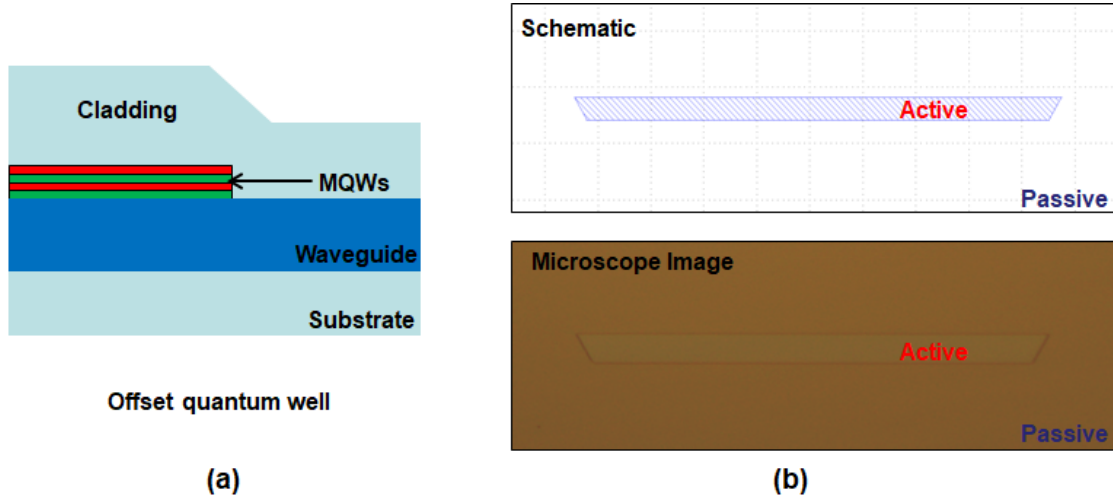 Cladding
MQWs
Waveguide
Substrate
Offset quantum well
(a)
Schematic
Active
Passive
Microscope Image
Active
Passive
(b)